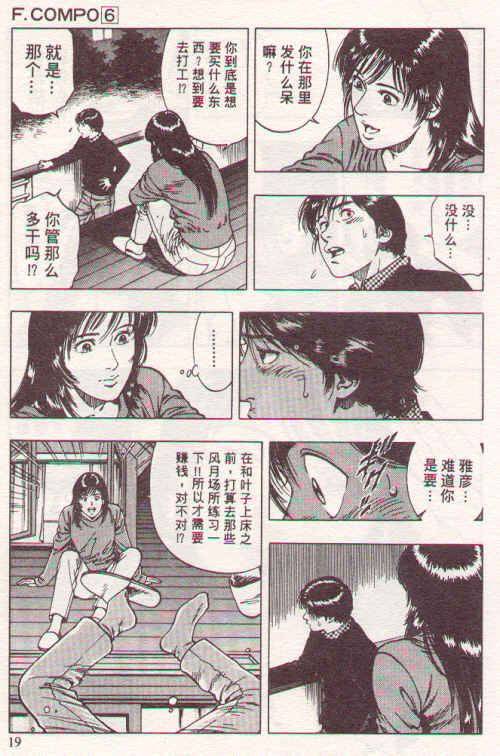 F.COMPO 6
你在那里
发什么呆
嘛？
没…
没什么…
你到底是想
要买什么东
西？想到要
去打工!?
就是…
那个…
你管那么
多干吗!?
………
雅彦…
难道你
是要…
在和叶子上床之
前，打算去那些
风月场所练习一
下!!所以才需要
赚钱，对不对!?
19